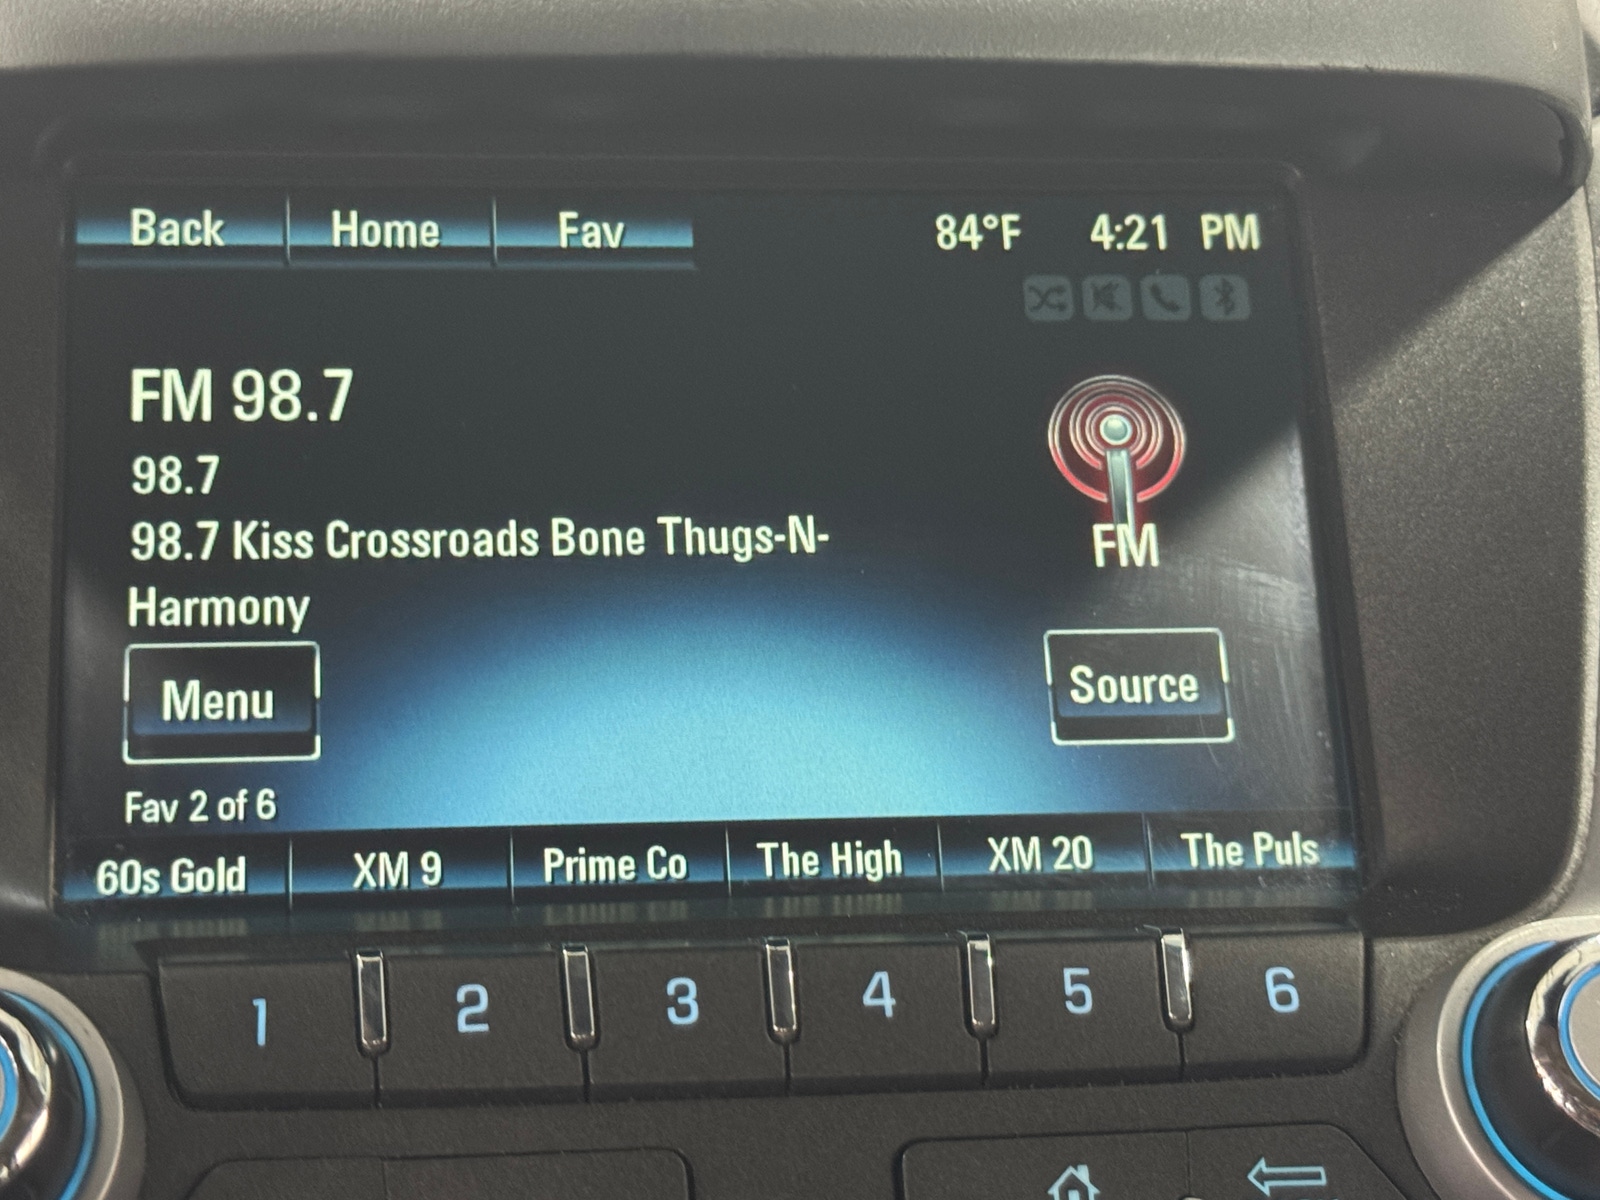 Back Home Fav 84°F 4:21 PM
FM 98.7
98.7
98.7 Kiss Crossroads Bone Thugs-N-
Harmony
FM
Menu Source
Fav 2 of 6
60s Gold XM 9 Prime Co The High XM 20 The Puls
1 2 3 4 5 6